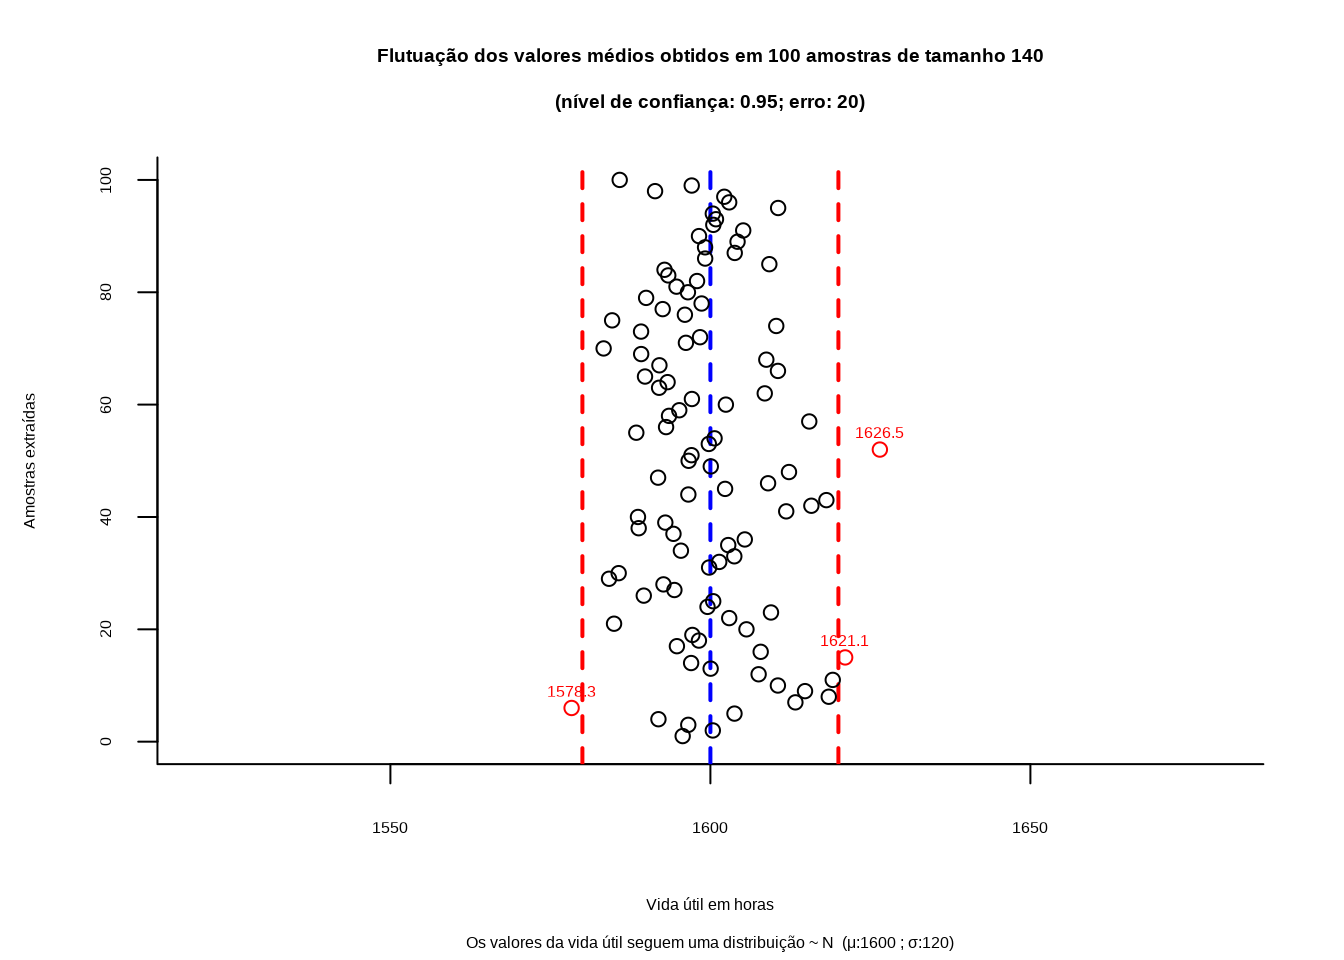 Flutuação dos valores médios obtidos em 100 amostras de tamanho 140
(nível de confiança: 0.95; erro: 20)
Amostras extraídas
100
80
60
40
20
0
1626.5
1621.1
1578.3
1550
1600
1650
Vida útil em horas
Os valores da vida útil seguem uma distribuição ~ N  (μ:1600 ; σ:120)